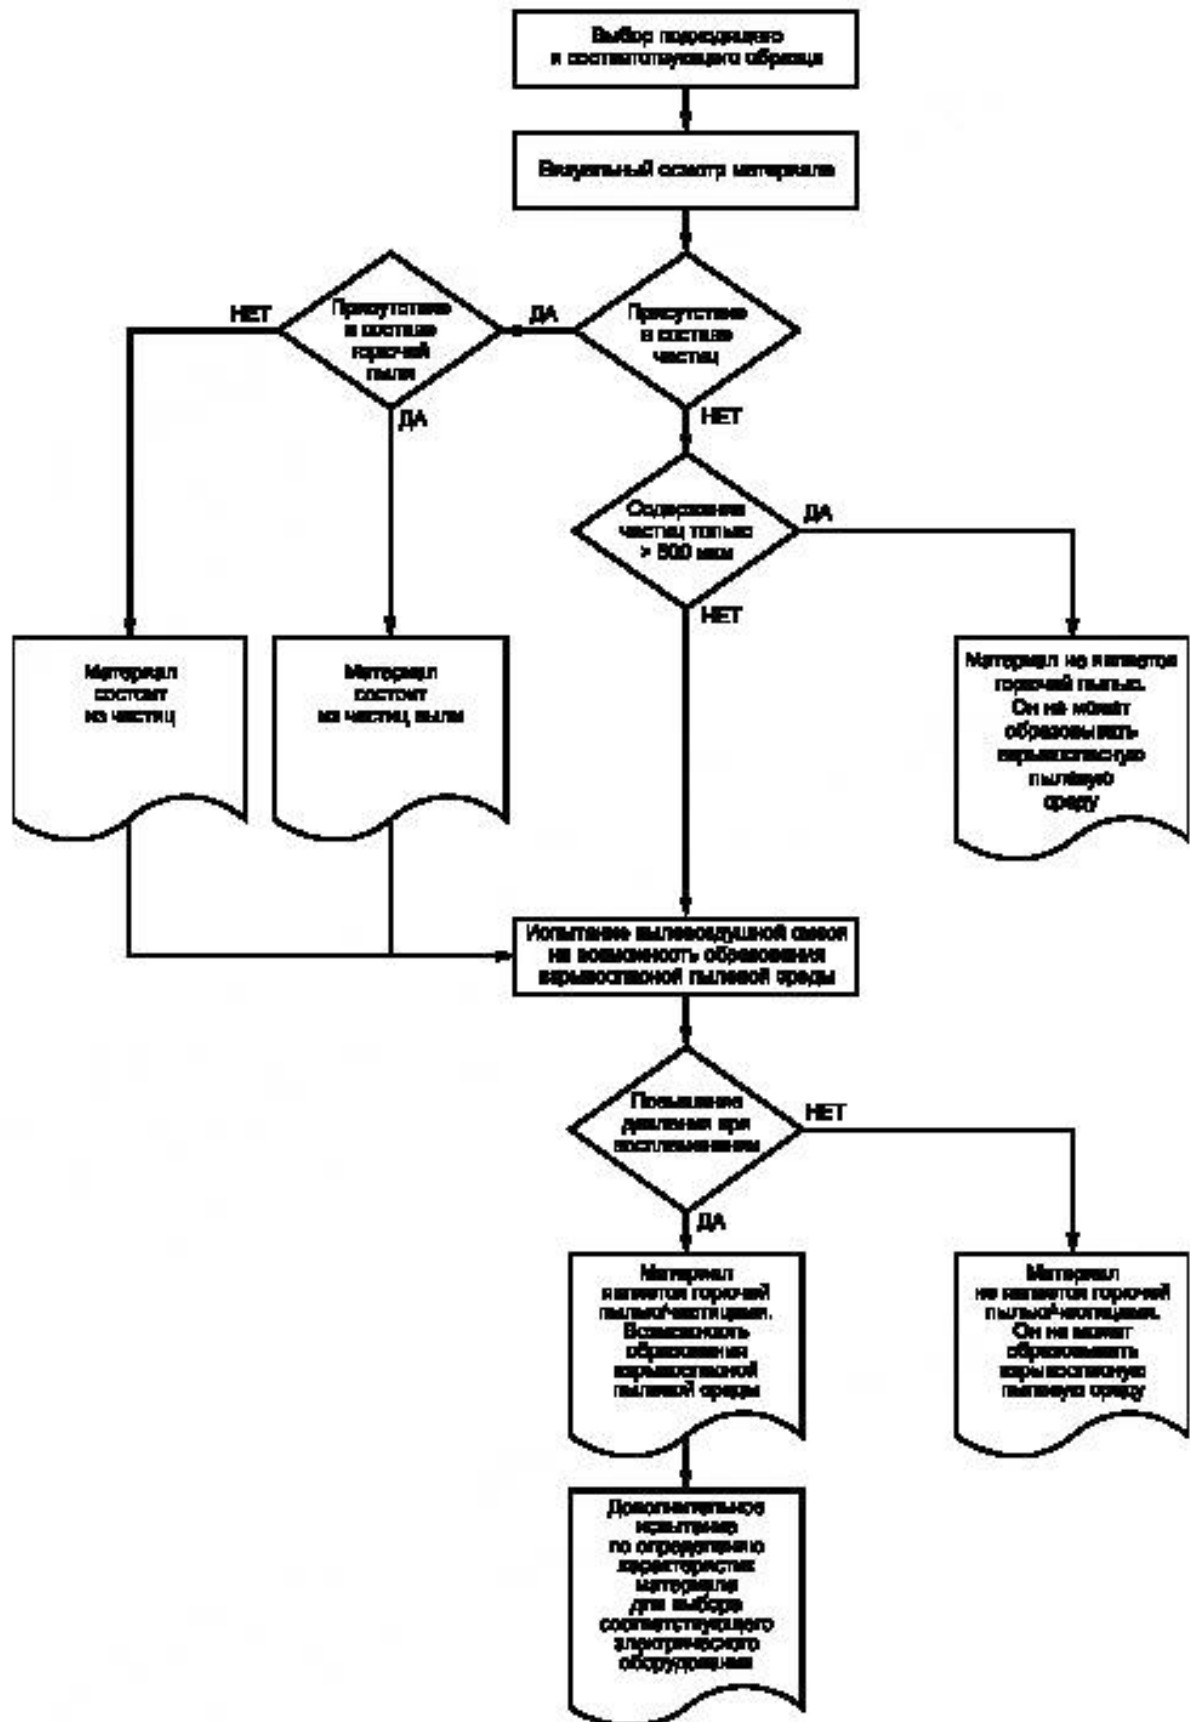 Выбор подходящего
и соответствующего образца
Визуальный осмотр материала
НЕТ
Присутствие
в составе
горючей
пыли
ДА
Присутствие
в составе
частиц
ДА
НЕТ
Содержание
частиц только
> 500 мкм
ДА
НЕТ
Материал
состоит
из частиц
Материал
состоит
из частиц пыли
Материал не является
горючей пылью.
Он не может
образовывать
взрывоопасную
пылевую
среду
Испытание пылевоздушной смеси
на возможность образования
взрывоопасной пылевой среды
Повышение
давления при
воспламенении
НЕТ
ДА
Материал
является горючей
пылью/частицами.
Возможность
образования
взрывоопасной
пылевой среды
Материал
не является горючей
пылью/частицами.
Он не может
образовывать
взрывоопасную
пылевую среду
Дополнительное
испытание
по определению
характеристик
материала
для выбора
соответствующего
электрического
оборудования